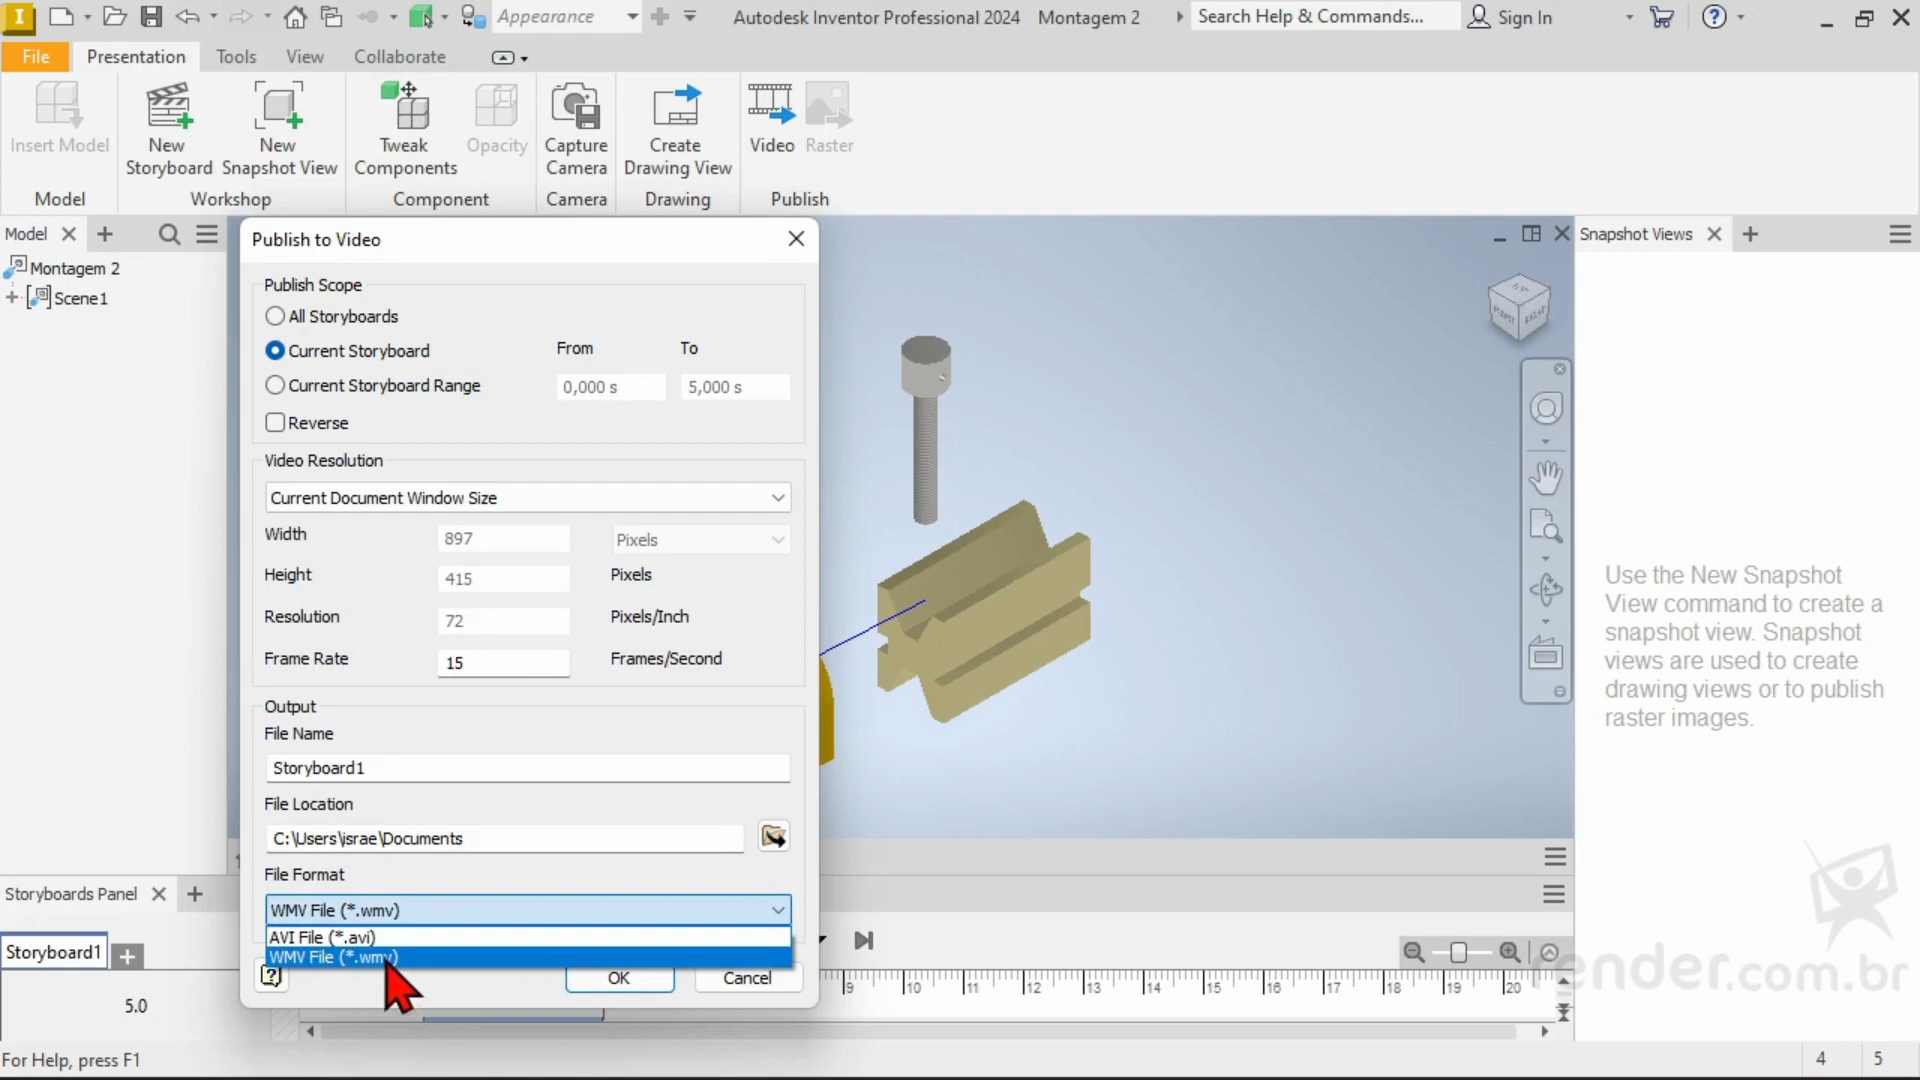 Appearance
Autodesk Inventor Professional 2024 Montagem 2
Search Help & Commands...
Sign In
File
Presentation
Tools
View
Collaborate
Insert Model
New Storyboard
New Snapshot View
Tweak Components
Opacity
Capture Camera
Create Drawing View
Video
Raster
Model
Workshop
Component
Camera
Drawing
Publish
Model
Montagem 2
Scene1
Publish to Video
Publish Scope
All Storyboards
Current Storyboard
From
To
Current Storyboard Range
0,000 s
5,000 s
Reverse
Video Resolution
Current Document Window Size
Width
897
Pixels
Height
415
Pixels
Resolution
72
Pixels/Inch
Frame Rate
15
Frames/Second
Output
File Name
Storyboard1
File Location
C:\Users\israe\Documents
File Format
WMV File (*.wmv)
AVI File (*.avi)
WMV File (*.wmv)
OK
Cancel
Snapshot Views
FRONT
RIGHT
Use the New Snapshot
View command to create a
snapshot view. Snapshot
views are used to create
drawing views or to publish
raster images.
Storyboards Panel
Storyboard1
5.0
9 10 11 12 13 14 15 16 17 18 19 20
render.com.br
For Help, press F1
4
5